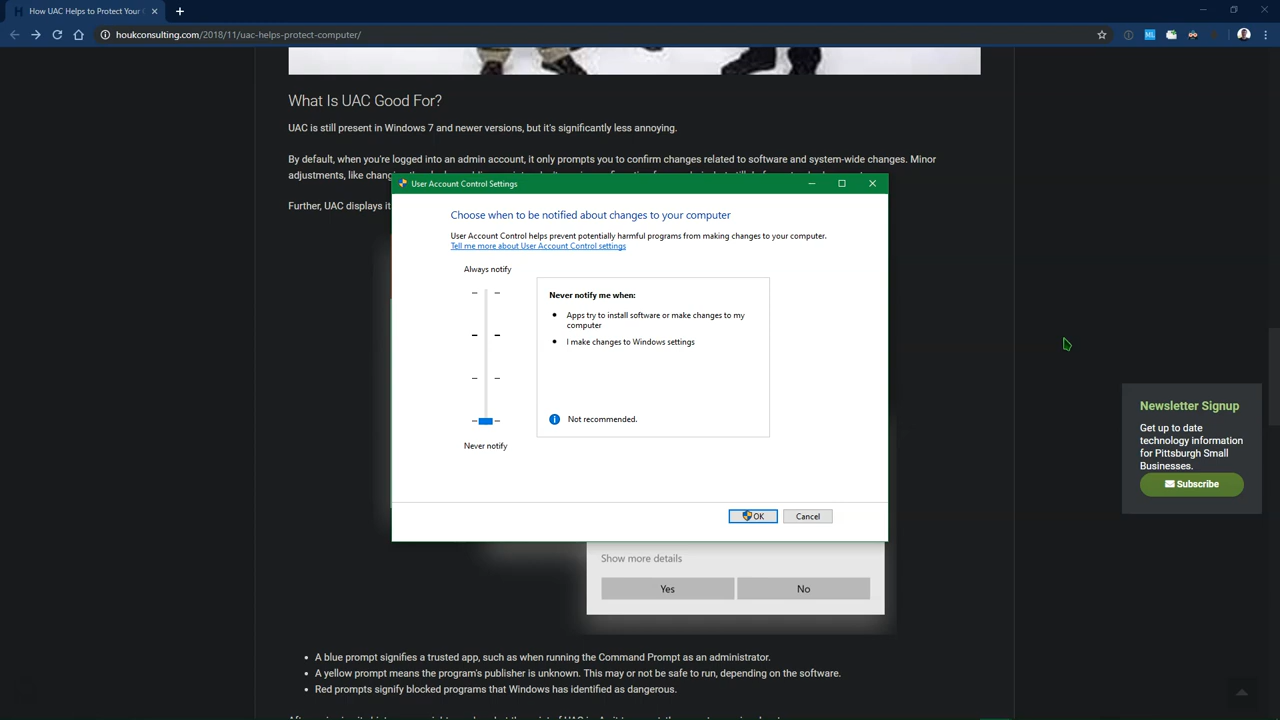 How UAC Helps to Protect Your
houkconsulting.com/2018/11/uac-helps-protect-computer/
What Is UAC Good For?
UAC is still present in Windows 7 and newer versions, but it's significantly less annoying.
By default, when you're logged into an admin account, it only prompts you to confirm changes related to software and system-wide changes. Minor
adjustments, like
Further, UAC displays
User Account Control Settings
Choose when to be notified about changes to your computer
User Account Control helps prevent potentially harmful programs from making changes to your computer.
Tell me more about User Account Control settings
Always notify
Never notify me when:
• Apps try to install software or make changes to my
computer
• I make changes to Windows settings
Not recommended.
Never notify
OK
Cancel
Newsletter Signup
Get up to date
technology information
for Pittsburgh Small
Businesses.
Subscribe
Show more details
Yes
No
• A blue prompt signifies a trusted app, such as when running the Command Prompt as an administrator.
• A yellow prompt means the program's publisher is unknown. This may or not be safe to run, depending on the software.
• Red prompts signify blocked programs that Windows has identified as dangerous.